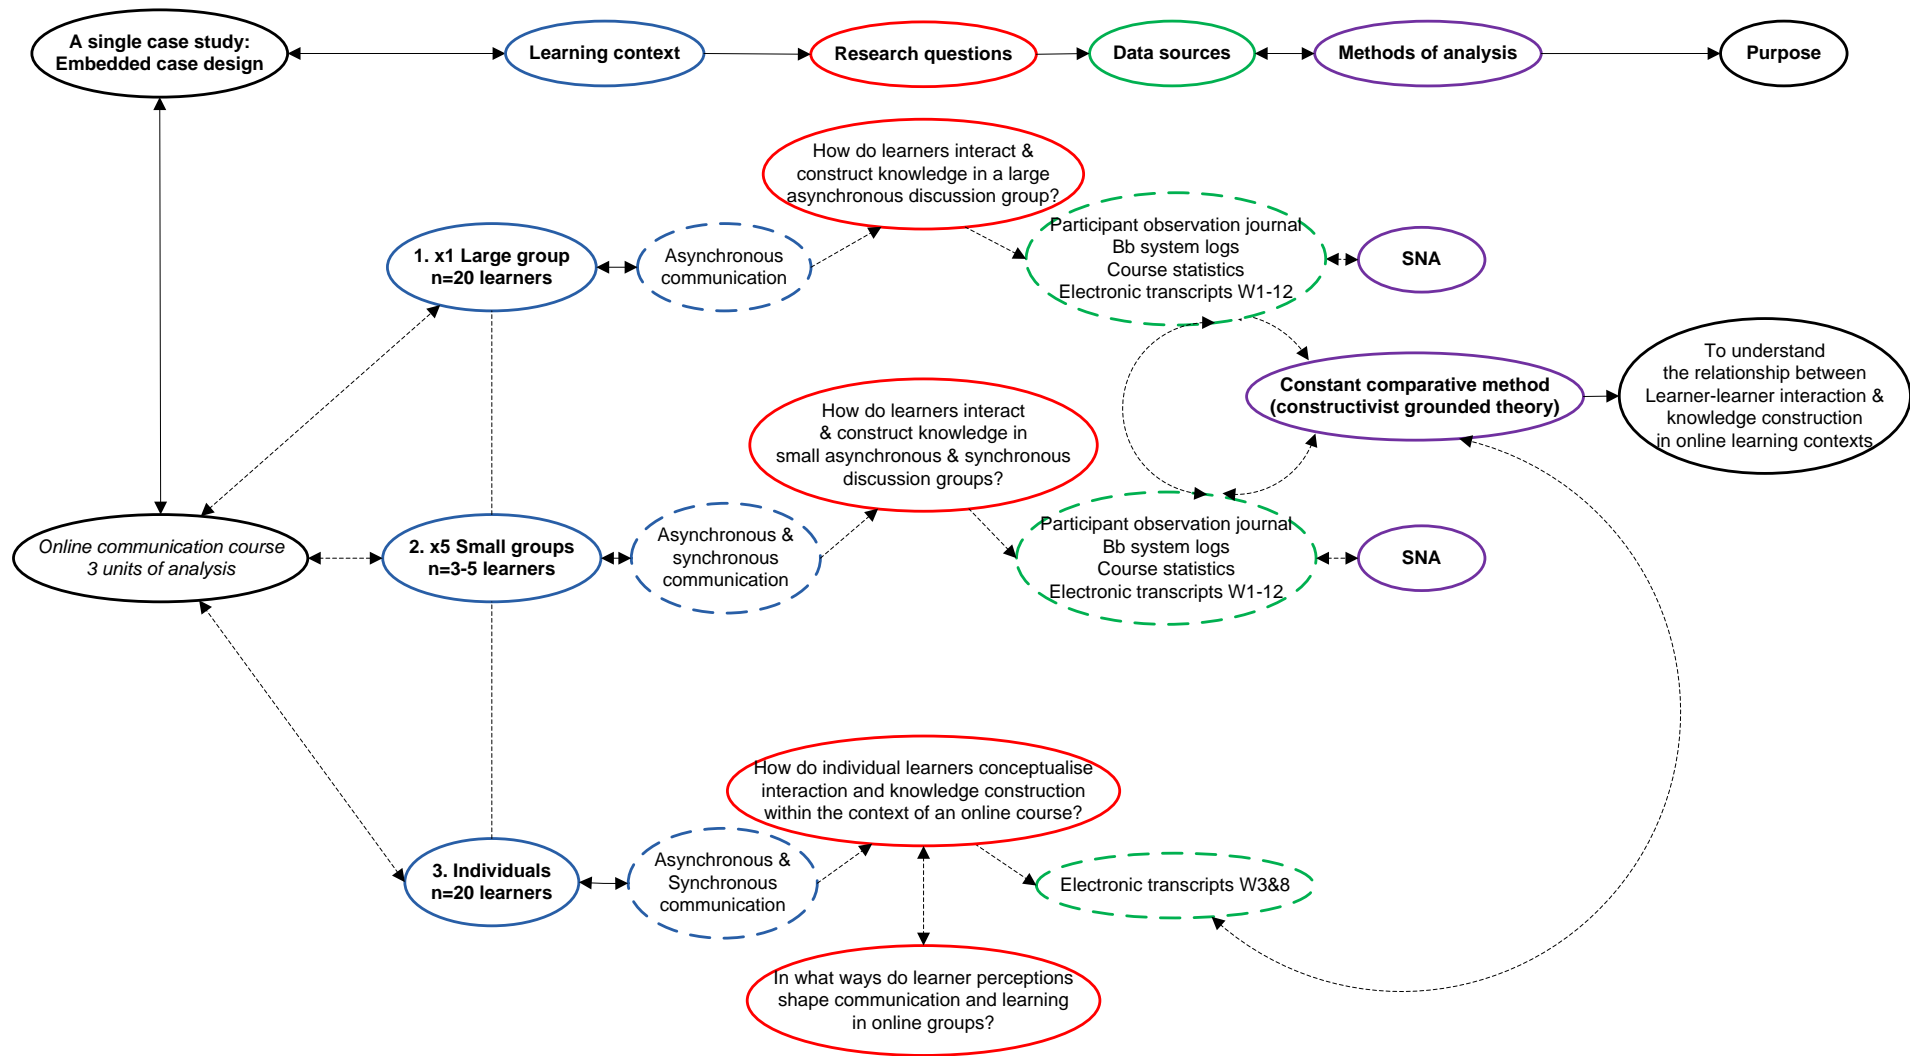 A single case study:
Embedded case design
Learning context
Research questions
Data sources
Methods of analysis
Purpose
How do learners interact &
construct knowledge in a large
asynchronous discussion group?
1. x1 Large group
n=20 learners
Asynchronous
communication
Participant observation journal
Bb system logs
Course statistics
Electronic transcripts W1-12
SNA
Constant comparative method
(constructivist grounded theory)
To understand
the relationship between
Learner-learner interaction &
knowledge construction
in online learning contexts
How do learners interact
& construct knowledge in
small asynchronous & synchronous
discussion groups?
Online communication course
3 units of analysis
2. x5 Small groups
n=3-5 learners
Asynchronous &
synchronous
communication
Participant observation journal
Bb system logs
Course statistics
Electronic transcripts W1-12
SNA
How do individual learners conceptualise
interaction and knowledge construction
within the context of an online course?
3. Individuals
n=20 learners
Asynchronous &
Synchronous
communication
Electronic transcripts W3&8
In what ways do learner perceptions
shape communication and learning
in online groups?